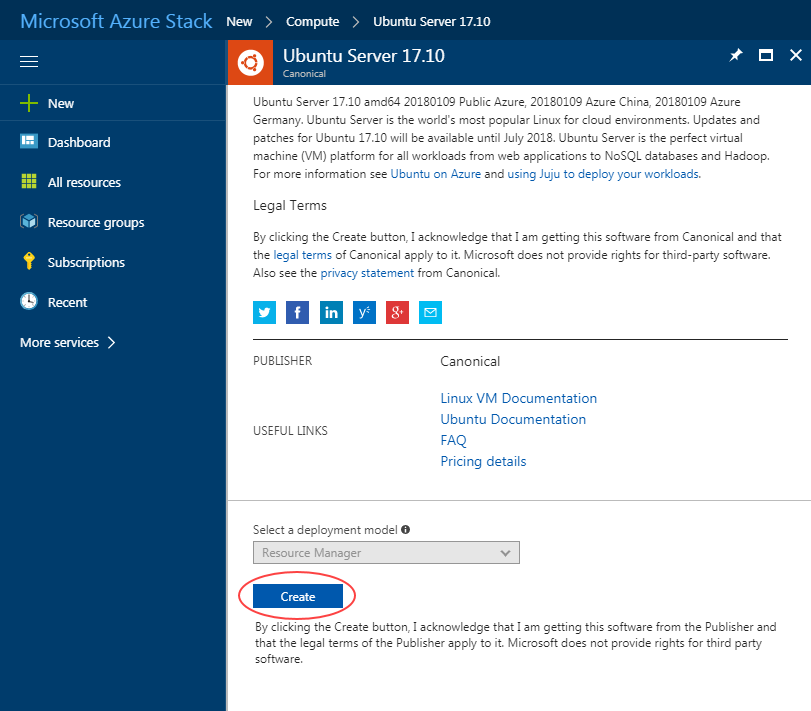 Microsoft Azure Stack New > Compute > Ubuntu Server 17.10
Ubuntu Server 17.10
Canonical
New
Dashboard
All resources
Resource groups
Subscriptions
Recent
More services >
Ubuntu Server 17.10 amd64 20180109 Public Azure, 20180109 Azure China, 20180109 Azure
Germany. Ubuntu Server is the world's most popular Linux for cloud environments. Updates and
patches for Ubuntu 17.10 will be available until July 2018. Ubuntu Server is the perfect virtual
machine (VM) platform for all workloads from web applications to NoSQL databases and Hadoop.
For more information see Ubuntu on Azure and using Juju to deploy your workloads.
Legal Terms
By clicking the Create button, I acknowledge that I am getting this software from Canonical and that
the legal terms of Canonical apply to it. Microsoft does not provide rights for third-party software.
Also see the privacy statement from Canonical.
PUBLISHER Canonical
USEFUL LINKS
Linux VM Documentation
Ubuntu Documentation
FAQ
Pricing details
Select a deployment model
Resource Manager
Create
By clicking the Create button, I acknowledge that I am getting this software from the Publisher and
that the legal terms of the Publisher apply to it. Microsoft does not provide rights for third party
software.